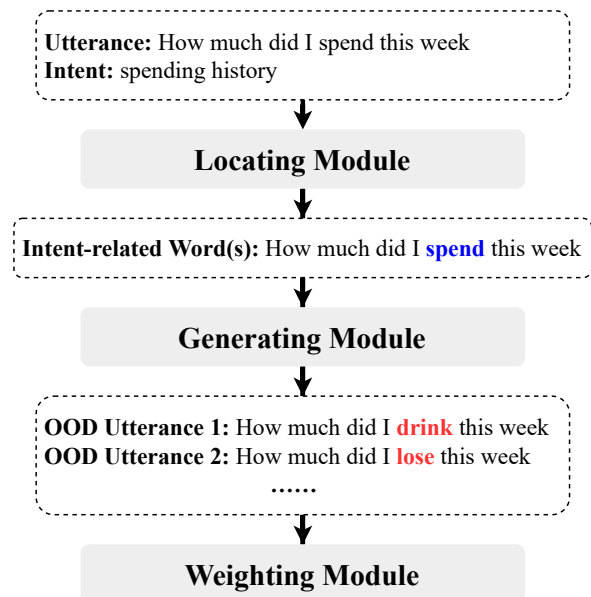 Utterance: How much did I spend this week
Intent: spending history
Locating Module
Intent-related Word(s): How much did I spend this week
Generating Module
OOD Utterance 1: How much did I drink this week
OOD Utterance 2: How much did I lose this week
......
Weighting Module